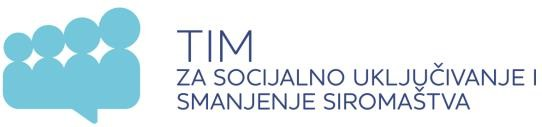 TIM
ZA SOCIJALNO UKLJUČIVANJE I
SMANJENJE SIROMAŠTVA